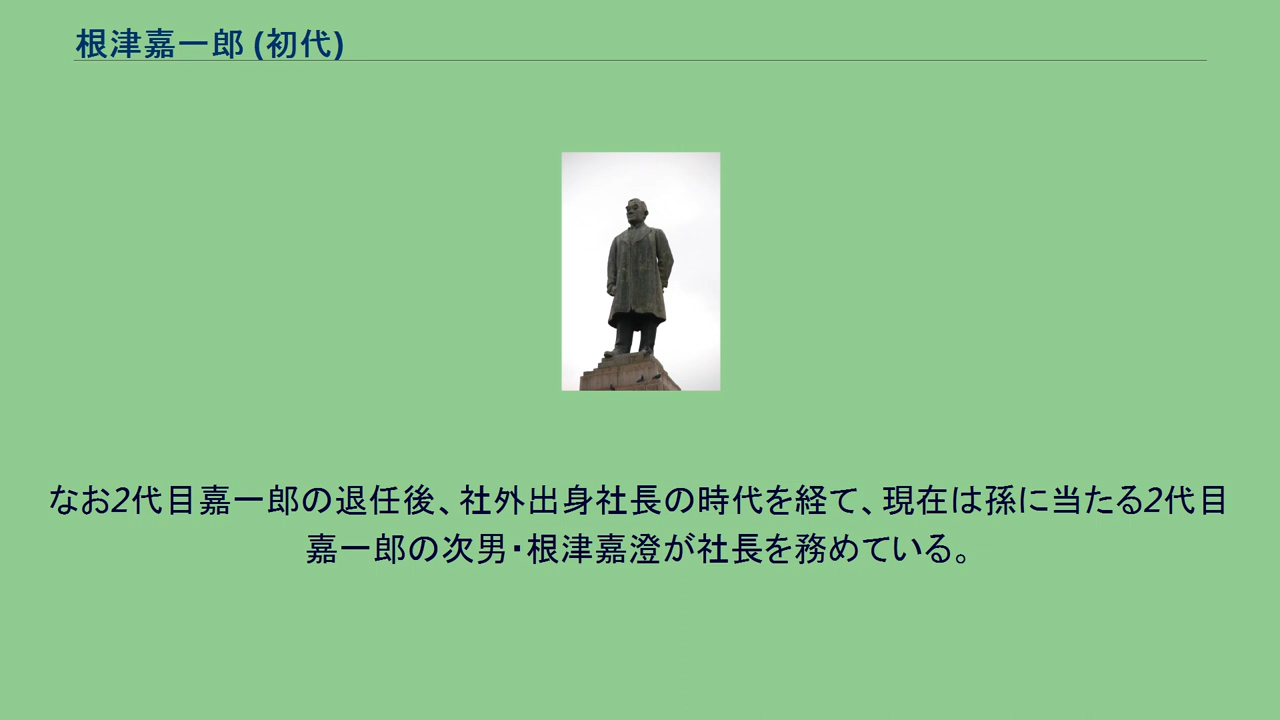 根津嘉一郎 (初代)
なお2代目嘉一郎の退任後、社外出身社長の時代を経て、現在は孫に当たる2代目
嘉一郎の次男・根津嘉澄が社長を務めている。